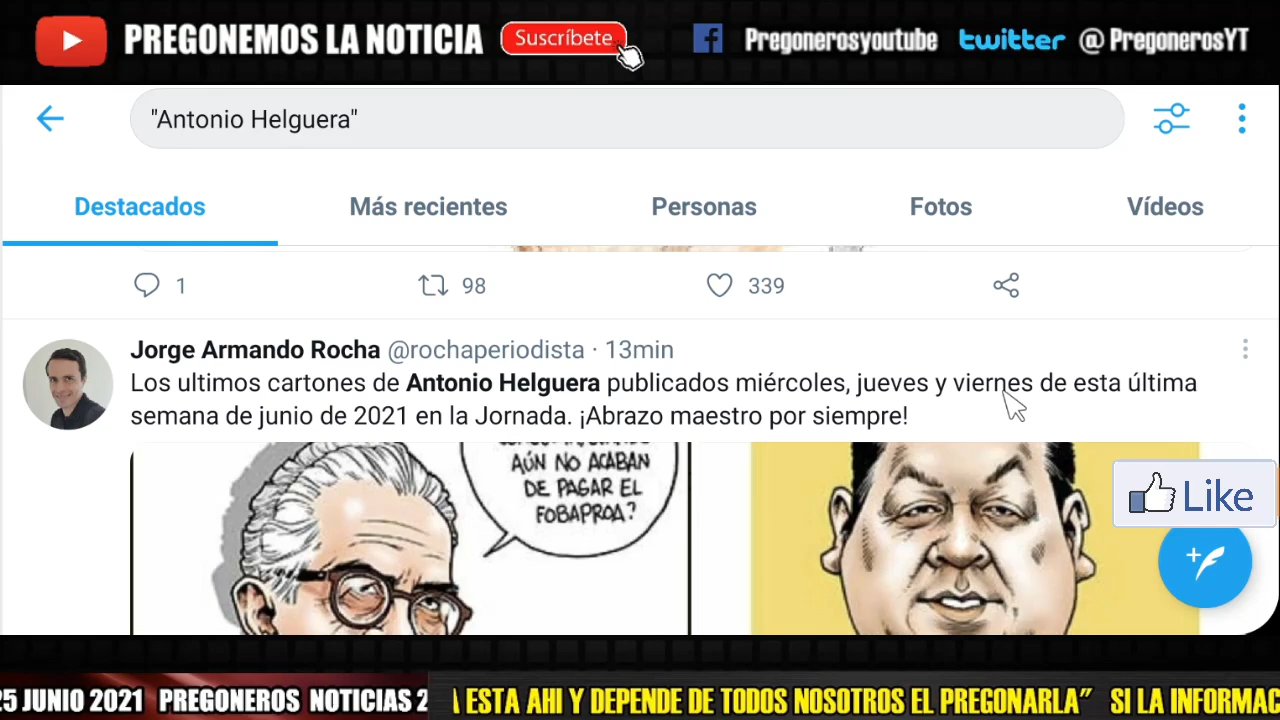 PREGONEMOS LA NOTICIA Suscríbete Pregonerosyoutube twitter @ PregonerosYT
"Antonio Helguera"
Destacados Más recientes Personas Fotos Vídeos
1 98 339
Jorge Armando Rocha @rochaperiodista · 13min
Los ultimos cartones de Antonio Helguera publicados miércoles, jueves y viernes de esta última
semana de junio de 2021 en la Jornada. ¡Abrazo maestro por siempre!
AÚN NO ACABAN
DE PAGAR EL
FOBAPROA?
Like
25 JUNIO 2021 PREGONEROS NOTICIAS 2 A ESTA AHI Y DEPENDE DE TODOS NOSOTROS EL PREGONARLA" SI LA INFORMAC